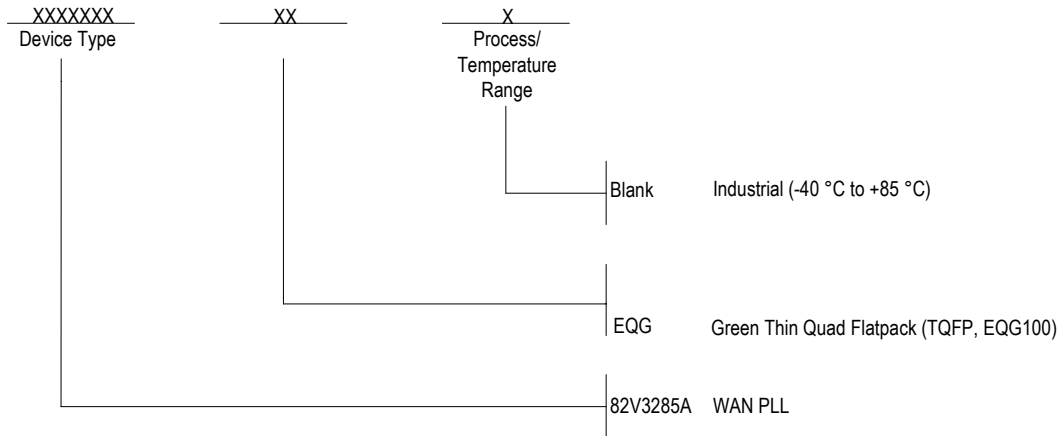 XXXXXXX XX X
Device Type Process/
Temperature
Range
Blank Industrial (-40 °C to +85 °C)
EQG Green Thin Quad Flatpack (TQFP, EQG100)
82V3285A WAN PLL